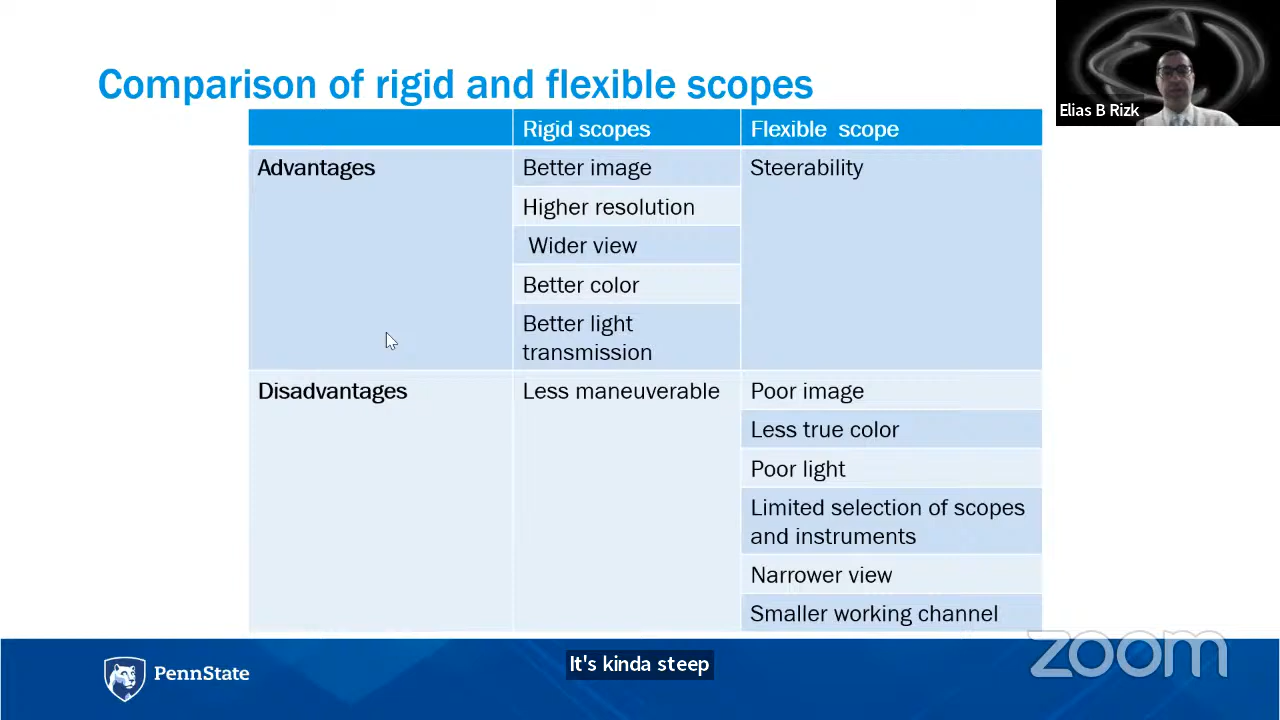 Comparison of rigid and flexible scopes
Elias B Rizk
Rigid scopes
Flexible scope
Advantages
Better image
Steerability
Higher resolution
Wider view
Better color
Better light
transmission
Disadvantages
Less maneuverable
Poor image
Less true color
Poor light
Limited selection of scopes
and instruments
Narrower view
Smaller working channel
PennState
It's kinda steep
zoom